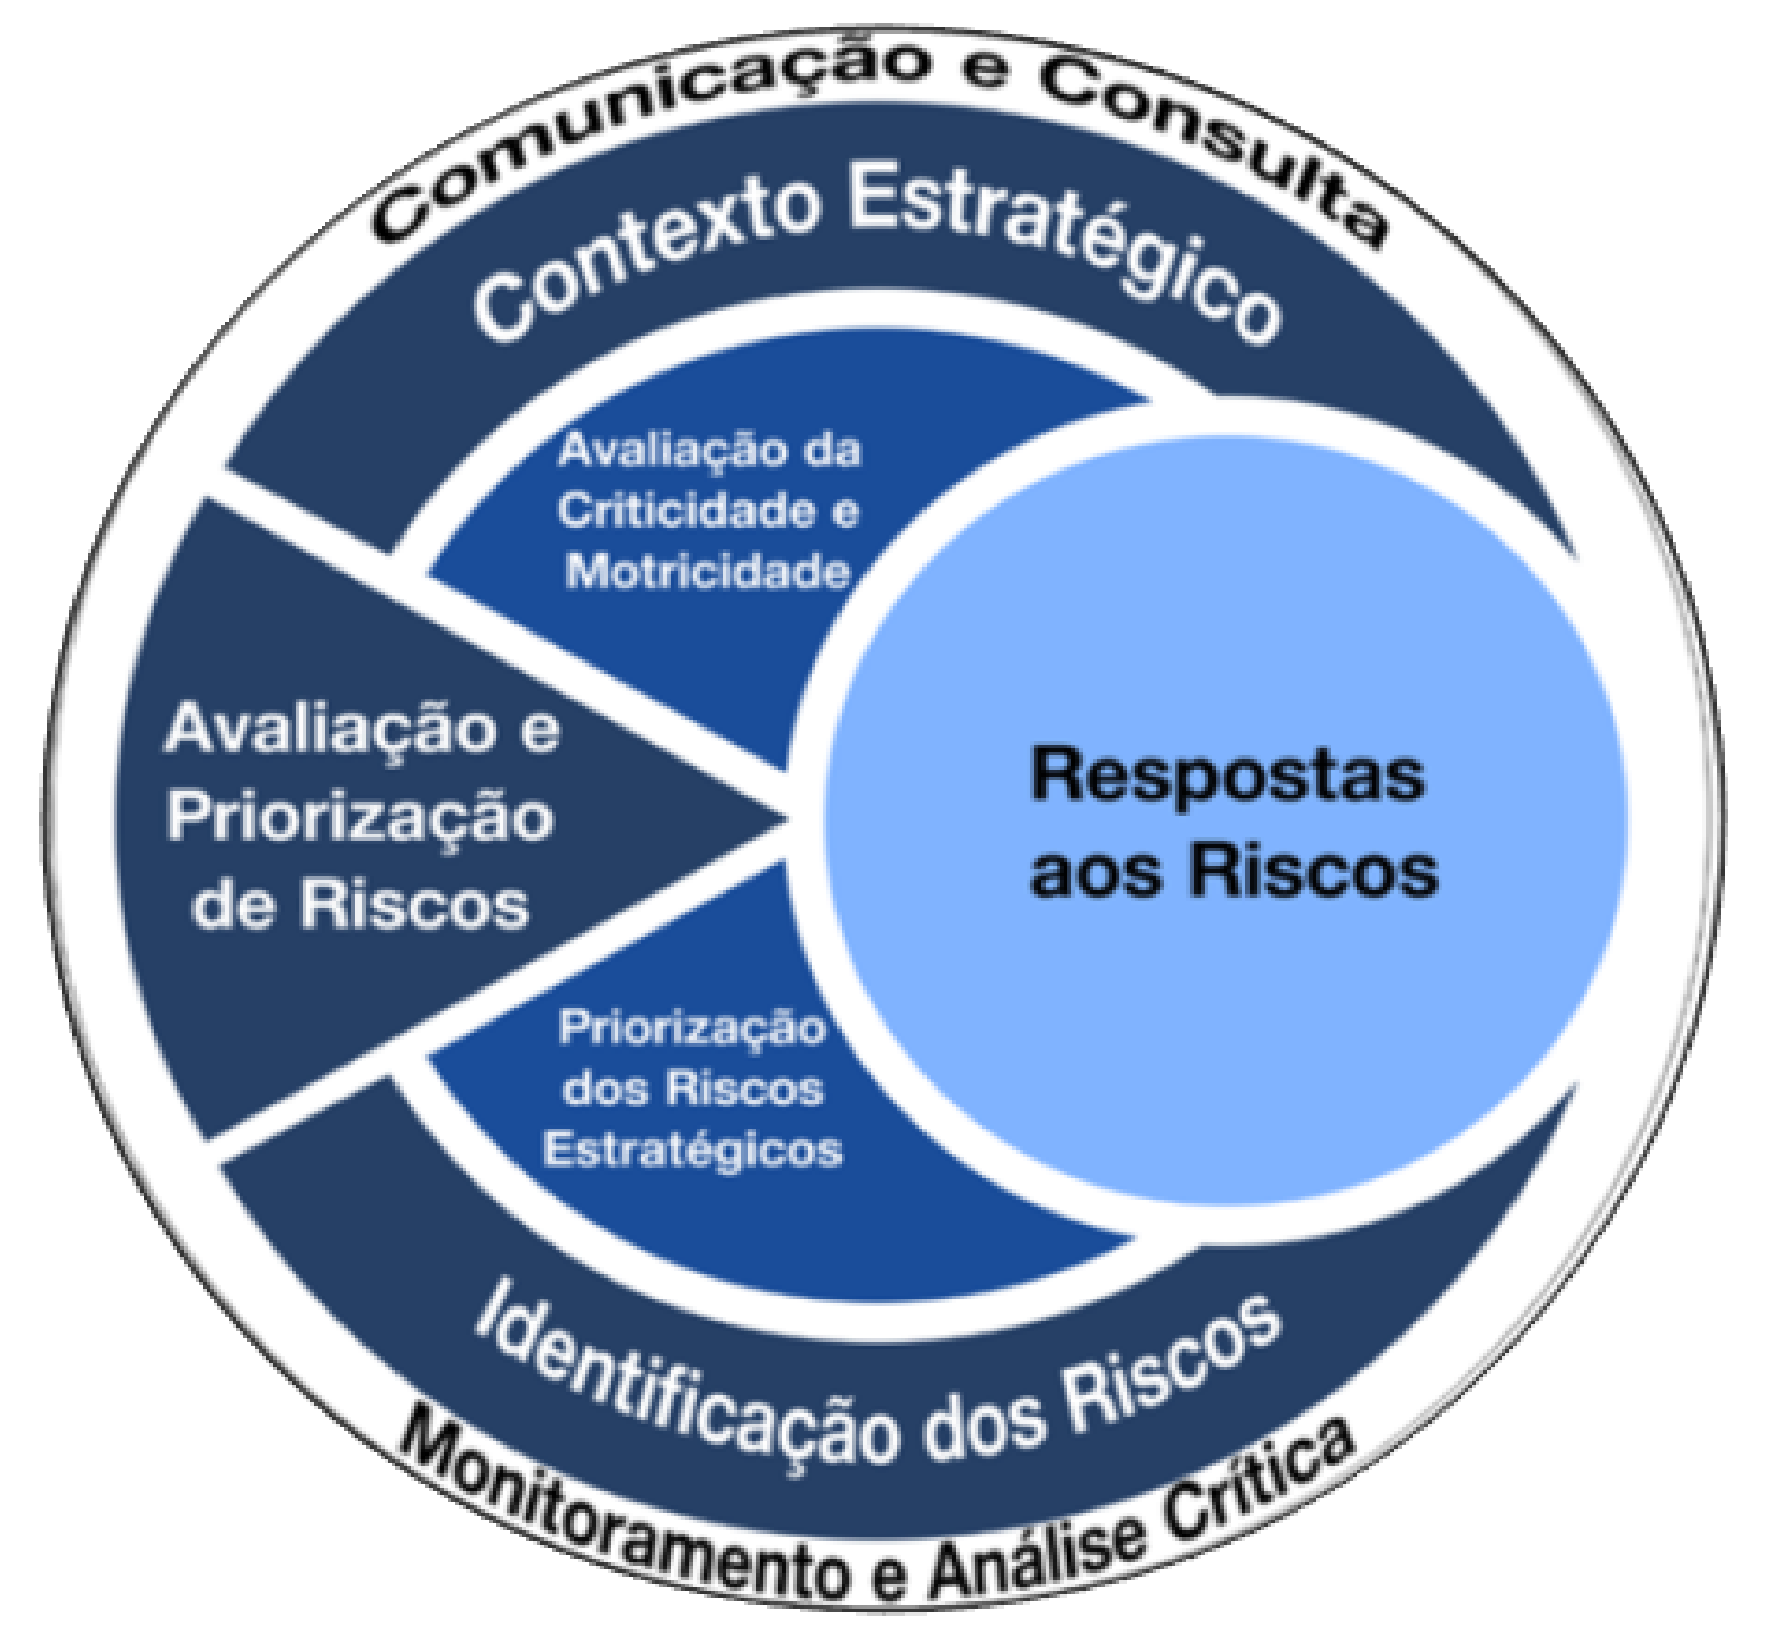 Comunicação e Consulta
Contexto Estratégico
Avaliação da
Criticidade e
Motricidade
Avaliação e
Priorização
de Riscos
Respostas
aos Riscos
Priorização
dos Riscos
Estratégicos
Identificação dos Riscos
Monitoramento e Análise Crítica